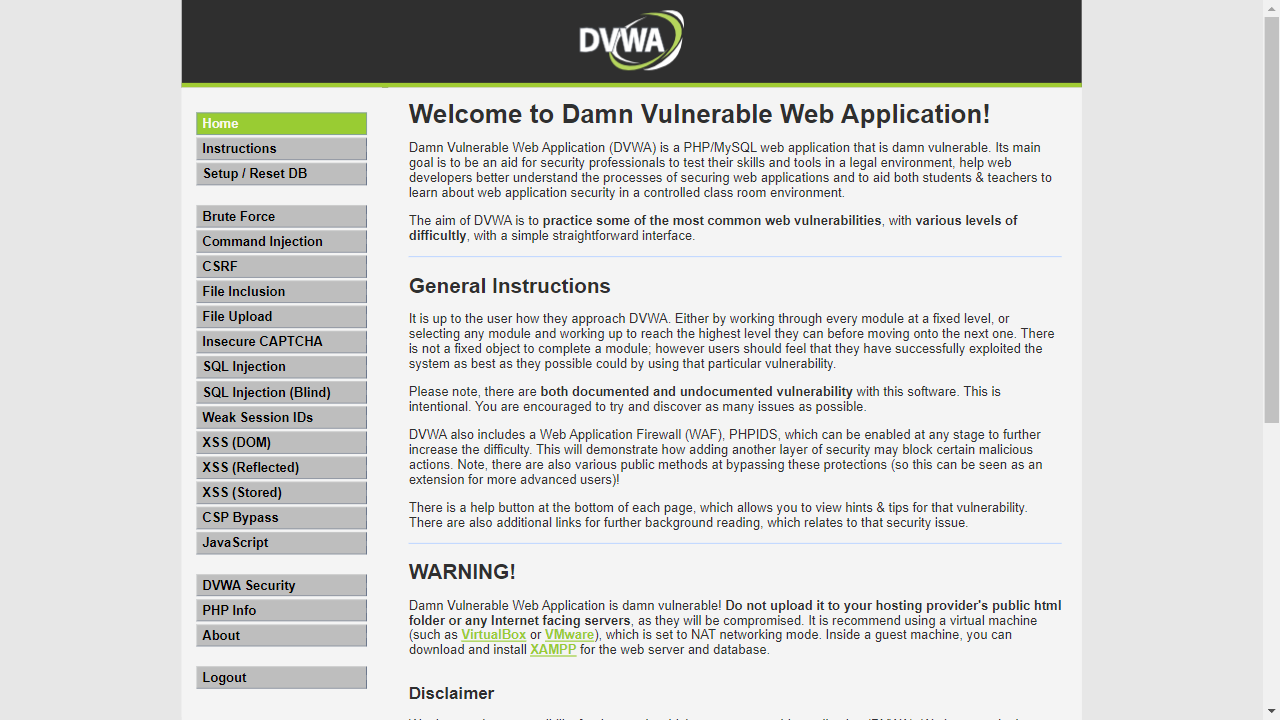 DVWA
Home
Instructions
Setup / Reset DB
Brute Force
Command Injection
CSRF
File Inclusion
File Upload
Insecure CAPTCHA
SQL Injection
SQL Injection (Blind)
Weak Session IDs
XSS (DOM)
XSS (Reflected)
XSS (Stored)
CSP Bypass
JavaScript
DVWA Security
PHP Info
About
Logout
Welcome to Damn Vulnerable Web Application!
Damn Vulnerable Web Application (DVWA) is a PHP/MySQL web application that is damn vulnerable. Its main
goal is to be an aid for security professionals to test their skills and tools in a legal environment, help web
developers better understand the processes of securing web applications and to aid both students & teachers to
learn about web application security in a controlled class room environment.
The aim of DVWA is to practice some of the most common web vulnerabilities, with various levels of
difficultly, with a simple straightforward interface.
General Instructions
It is up to the user how they approach DVWA. Either by working through every module at a fixed level, or
selecting any module and working up to reach the highest level they can before moving onto the next one. There
is not a fixed object to complete a module; however users should feel that they have successfully exploited the
system as best as they possible could by using that particular vulnerability.
Please note, there are both documented and undocumented vulnerability with this software. This is
intentional. You are encouraged to try and discover as many issues as possible.
DVWA also includes a Web Application Firewall (WAF), PHPIDS, which can be enabled at any stage to further
increase the difficulty. This will demonstrate how adding another layer of security may block certain malicious
actions. Note, there are also various public methods at bypassing these protections (so this can be seen as an
extension for more advanced users)!
There is a help button at the bottom of each page, which allows you to view hints & tips for that vulnerability.
There are also additional links for further background reading, which relates to that security issue.
WARNING!
Damn Vulnerable Web Application is damn vulnerable! Do not upload it to your hosting provider's public html
folder or any Internet facing servers, as they will be compromised. It is recommend using a virtual machine
(such as VirtualBox or VMware), which is set to NAT networking mode. Inside a guest machine, you can
download and install XAMPP for the web server and database.
Disclaimer